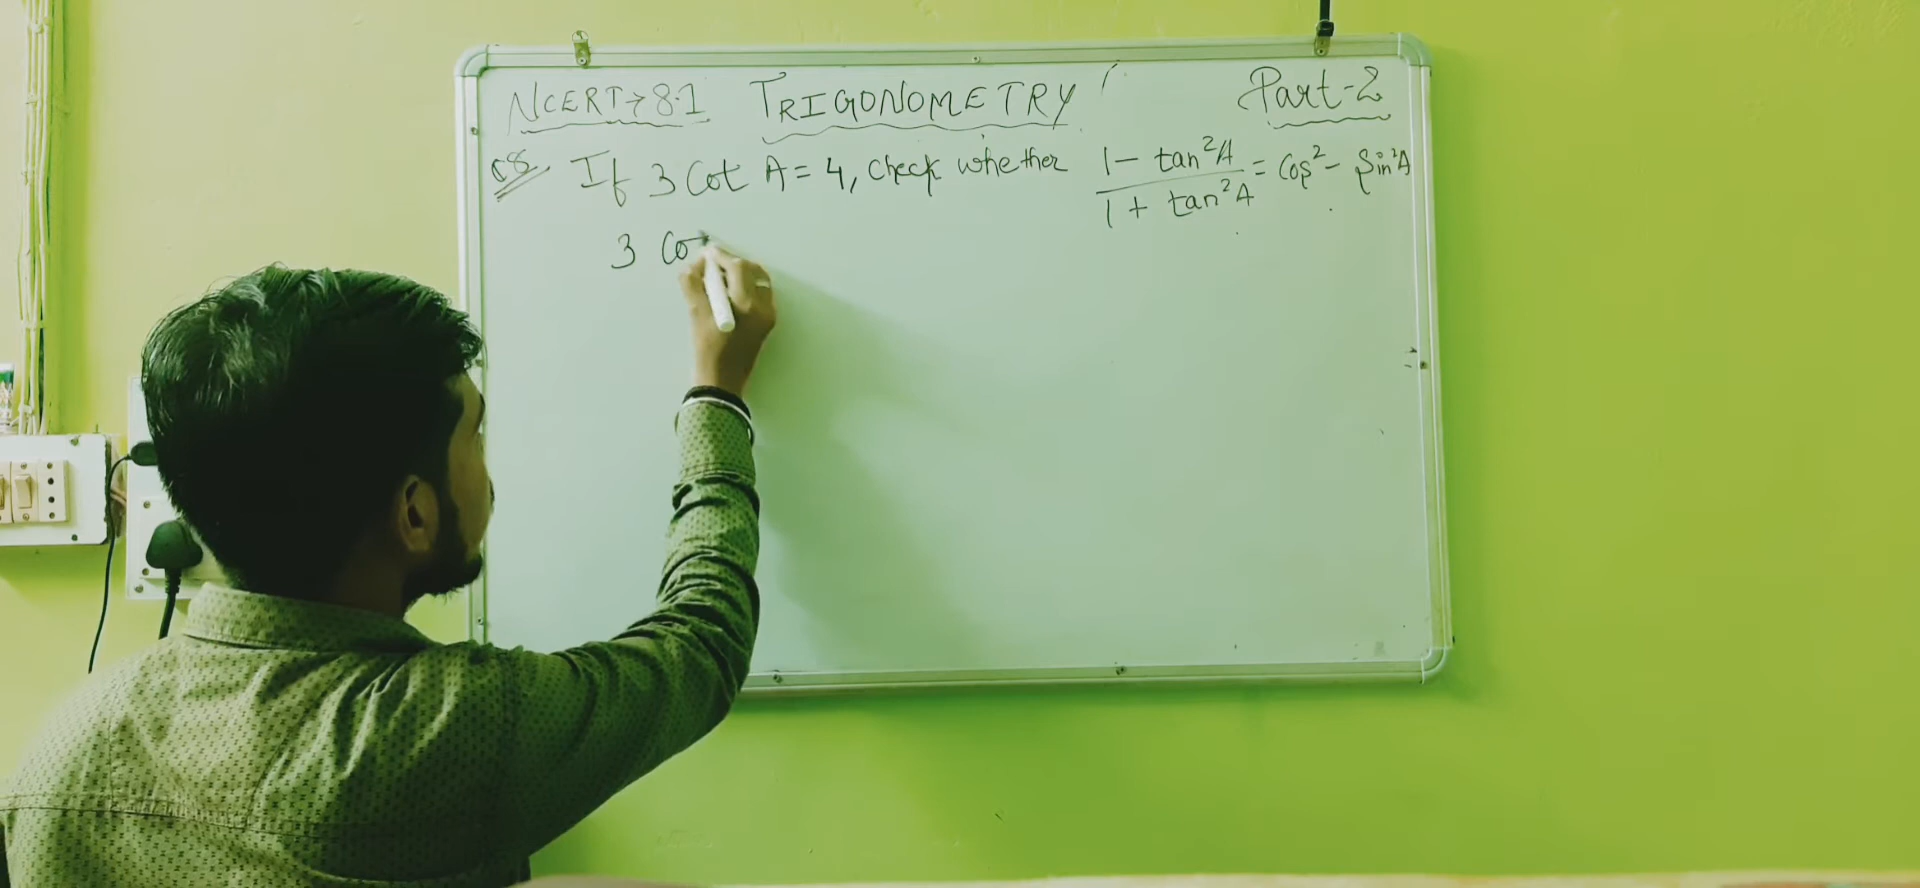 NCERT→8.1 TRIGONOMETRY Part-2
Q8. If 3 Cot A = 4, check whether (1 - tan²A)/(1 + tan²A) = Cos² - Sin²A
3 Cot